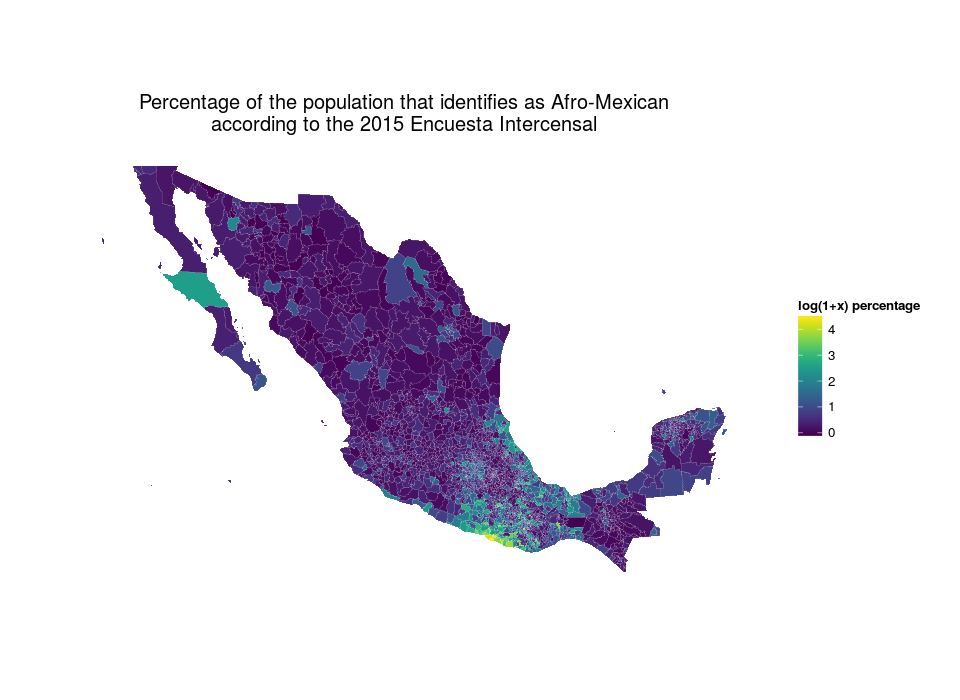 Percentage of the population that identifies as Afro-Mexican
according to the 2015 Encuesta Intercensal
log(1+x) percentage
4
3
2
1
0